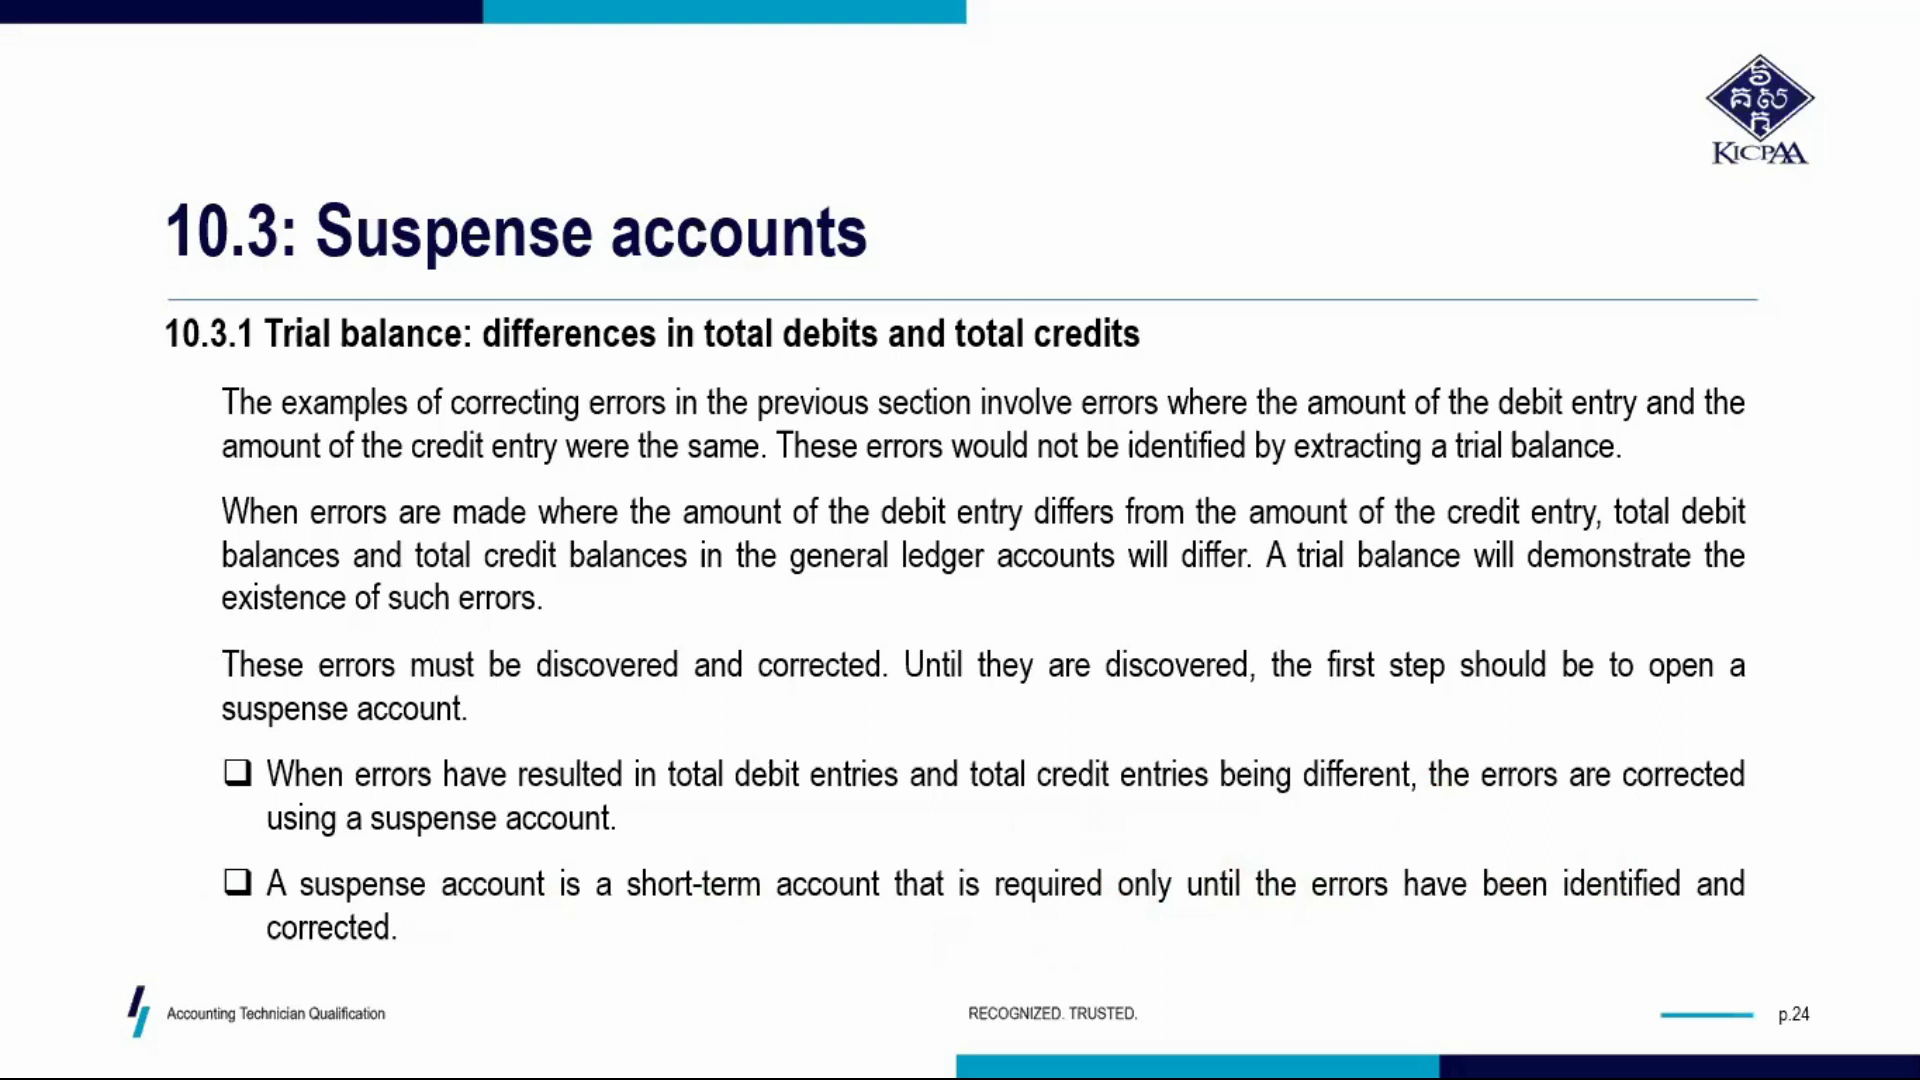 វិ
គ ស
ក
KICPAA
10.3: Suspense accounts
10.3.1 Trial balance: differences in total debits and total credits
The examples of correcting errors in the previous section involve errors where the amount of the debit entry and the
amount of the credit entry were the same. These errors would not be identified by extracting a trial balance.
When errors are made where the amount of the debit entry differs from the amount of the credit entry, total debit
balances and total credit balances in the general ledger accounts will differ. A trial balance will demonstrate the
existence of such errors.
These errors must be discovered and corrected. Until they are discovered, the first step should be to open a
suspense account.
❑ When errors have resulted in total debit entries and total credit entries being different, the errors are corrected
using a suspense account.
❑ A suspense account is a short-term account that is required only until the errors have been identified and
corrected.
Accounting Technician Qualification
RECOGNIZED. TRUSTED.
p.24